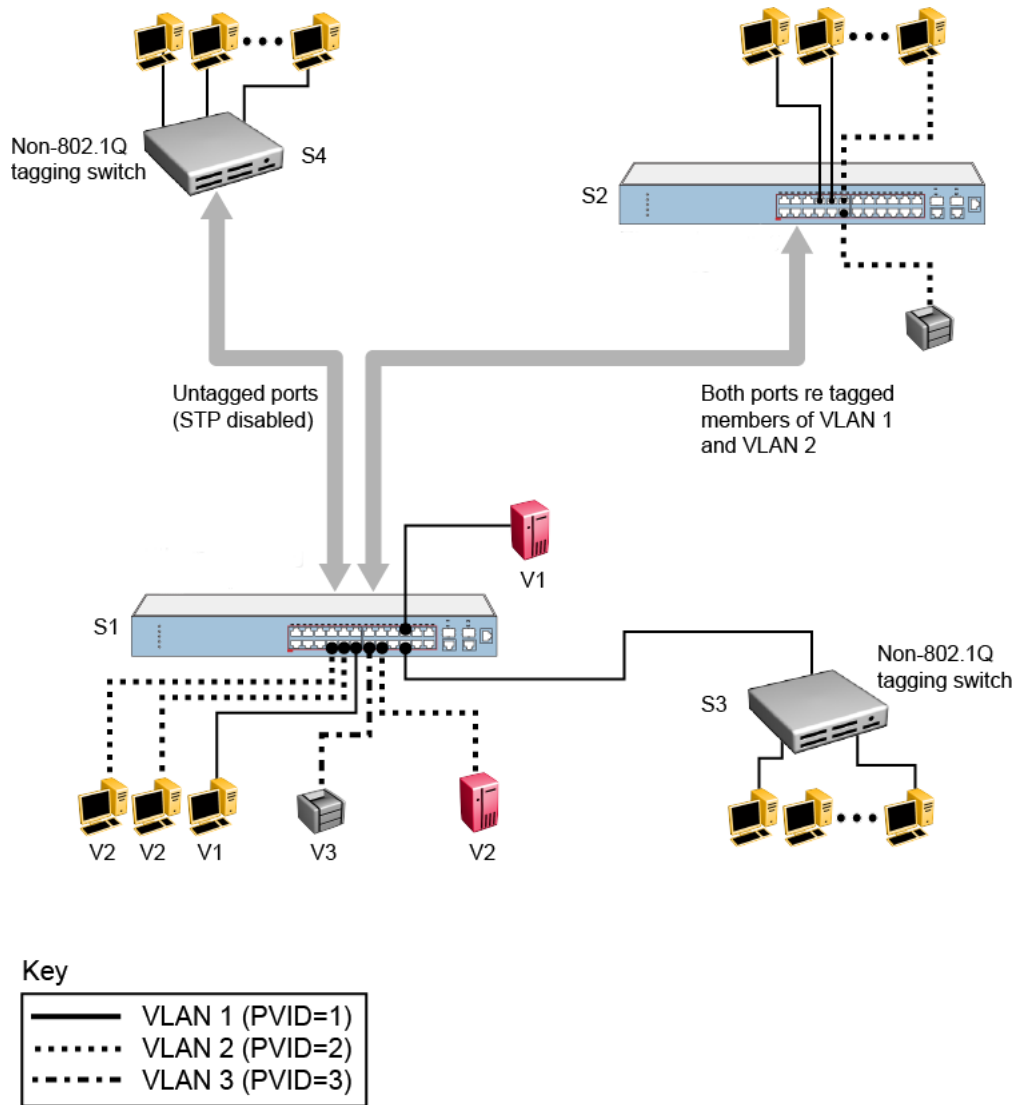 Non-802.1Q
tagging switch
S4
S2
Untagged ports
(STP disabled)
Both ports re tagged
members of VLAN 1
and VLAN 2
V1
S1
Non-802.1Q
tagging switch
S3
V2
V2
V1
V3
V2
Key
VLAN 1 (PVID=1)
VLAN 2 (PVID=2)
VLAN 3 (PVID=3)